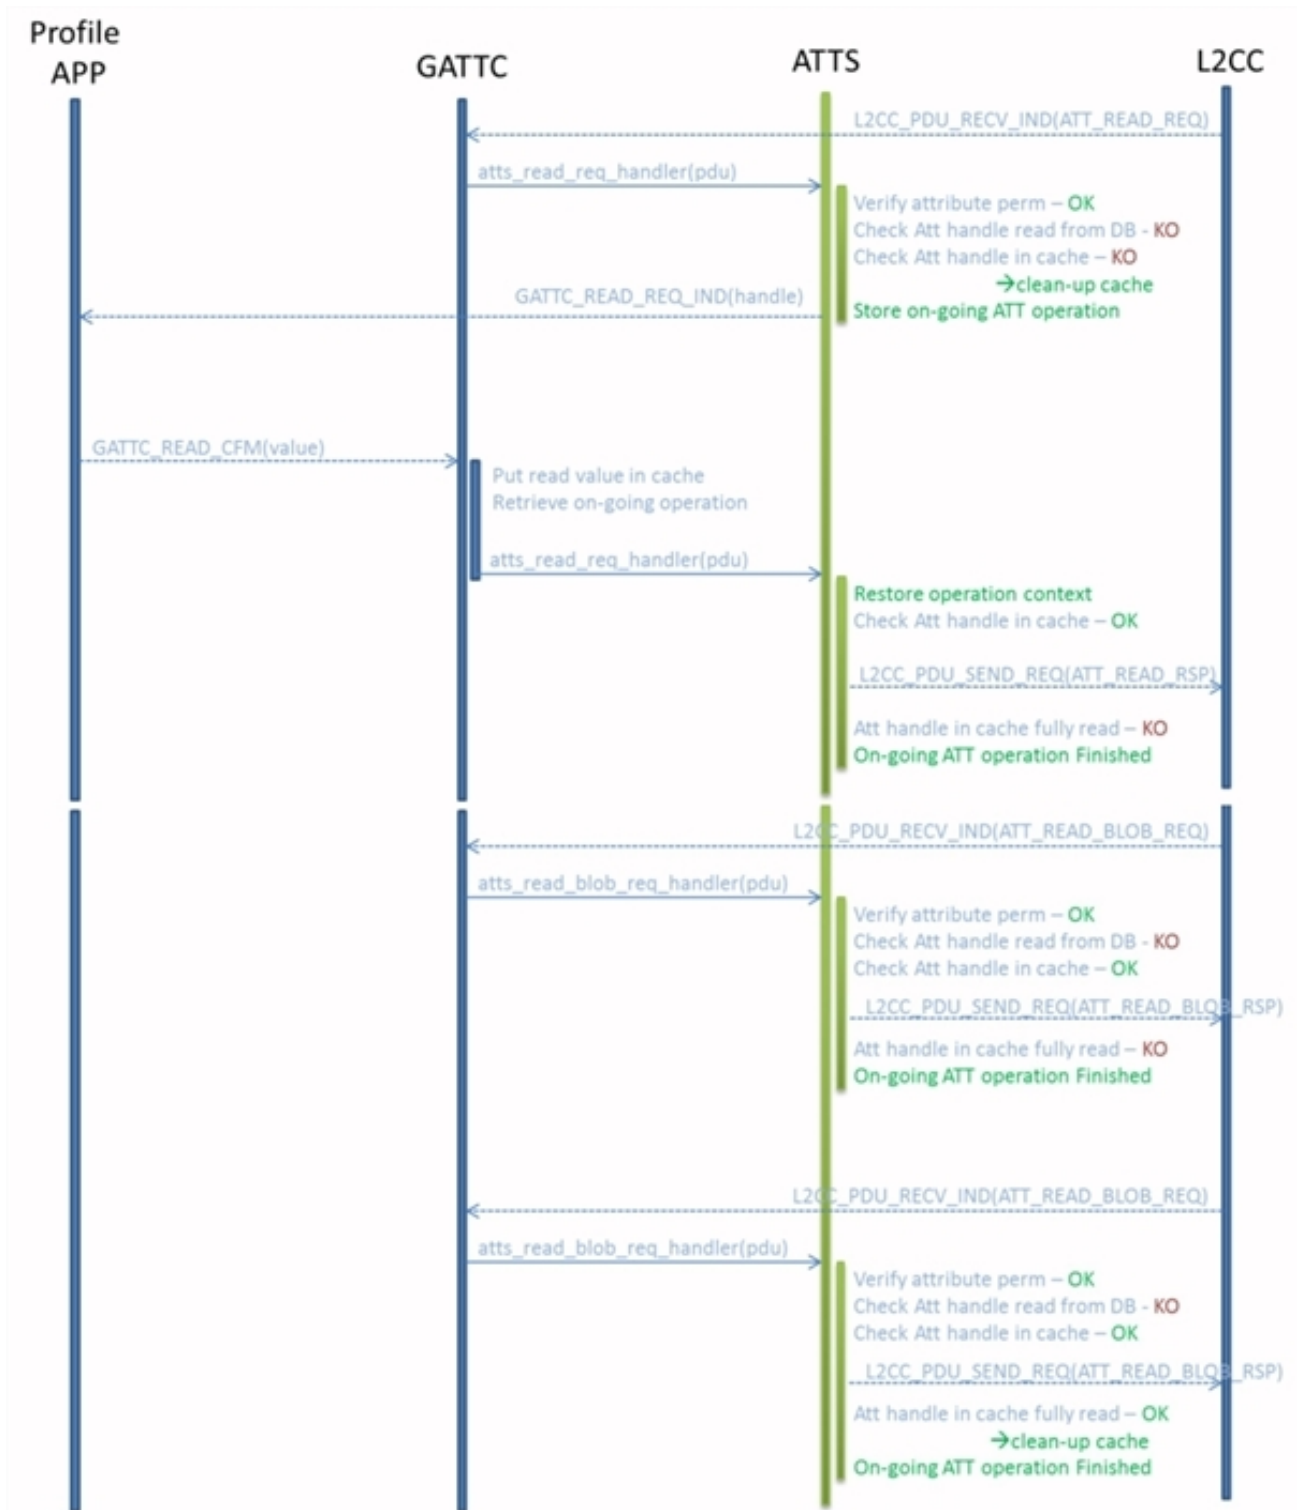 Profile
APP
GATTC
ATTS
L2CC
L2CC_PDU_RECV_IND(ATT_READ_REQ)
atts_read_req_handler(pdu)
Verify attribute perm – OK
Check Att handle read from DB - KO
Check Att handle in cache – KO
→clean-up cache
GATTC_READ_REQ_IND(handle)
Store on-going ATT operation
GATTC_READ_CFM(value)
Put read value in cache
Retrieve on-going operation
atts_read_req_handler(pdu)
Restore operation context
Check Att handle in cache – OK
L2CC_PDU_SEND_REQ(ATT_READ_RSP)
Att handle in cache fully read – KO
On-going ATT operation Finished
L2CC_PDU_RECV_IND(ATT_READ_BLOB_REQ)
atts_read_blob_req_handler(pdu)
Verify attribute perm – OK
Check Att handle read from DB - KO
Check Att handle in cache – OK
L2CC_PDU_SEND_REQ(ATT_READ_BLOB_RSP)
Att handle in cache fully read – KO
On-going ATT operation Finished
L2CC_PDU_RECV_IND(ATT_READ_BLOB_REQ)
atts_read_blob_req_handler(pdu)
Verify attribute perm – OK
Check Att handle read from DB - KO
Check Att handle in cache – OK
L2CC_PDU_SEND_REQ(ATT_READ_BLOB_RSP)
Att handle in cache fully read – OK
→clean-up cache
On-going ATT operation Finished